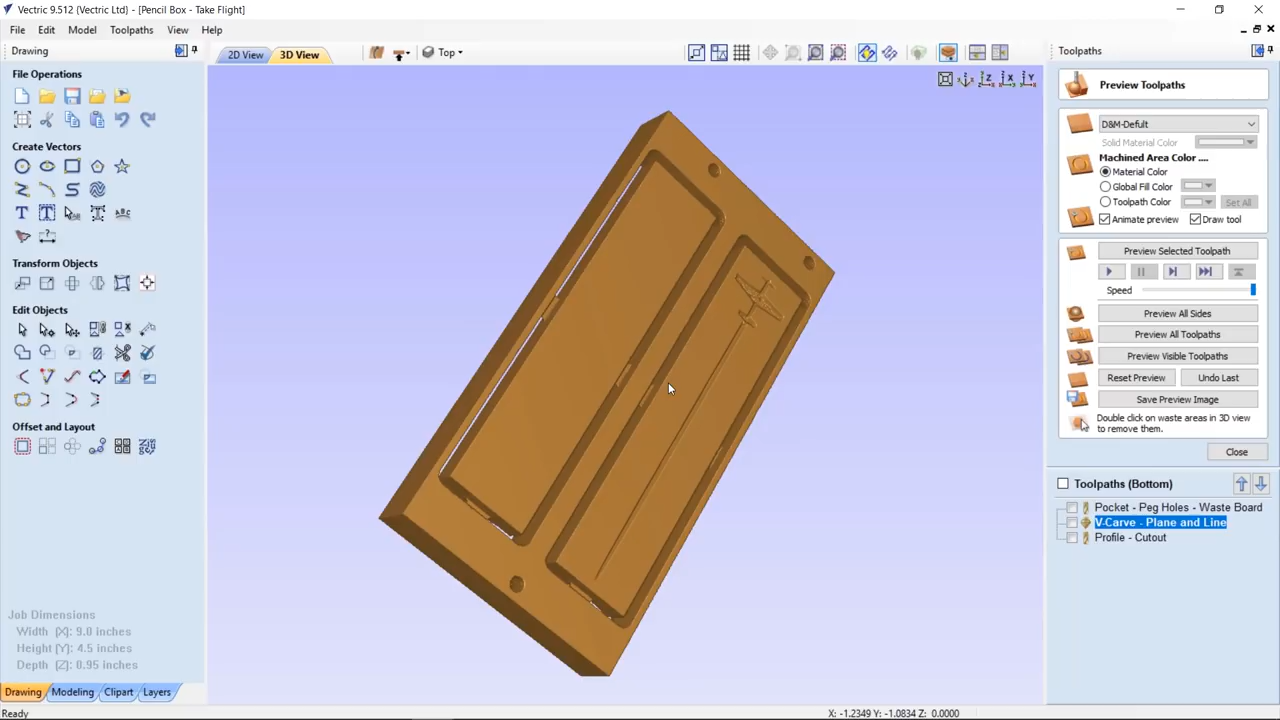 Vectric 9.512 {Vectric Ltd} - [Pencil Box - Take Flight]
File Edit Model Toolpaths View Help
Drawing
2D View 3D View Top
Toolpaths
File Operations
Create Vectors
Transform Objects
Edit Objects
Offset and Layout
Job Dimensions
Width (X): 9.0 inches
Height (Y): 4.5 inches
Depth (Z): 0.95 inches
Drawing Modeling Clipart Layers
Ready
Z X Y
Preview Toolpaths
D&M-Defult
Solid Material Color
Machined Area Color ....
Material Color
Global Fill Color
Toolpath Color Set All
Animate preview Draw tool
Preview Selected Toolpath
Speed
Preview All Sides
Preview All Toolpaths
Preview Visible Toolpaths
Reset Preview Undo Last
Save Preview Image
Double click on waste areas in 3D view
to remove them.
Close
Toolpaths (Bottom)
Pocket - Peg Holes - Waste Board
V-Carve - Plane and Line
Profile - Cutout
X: -1.2349 Y: -1.0834 Z: 0.0000